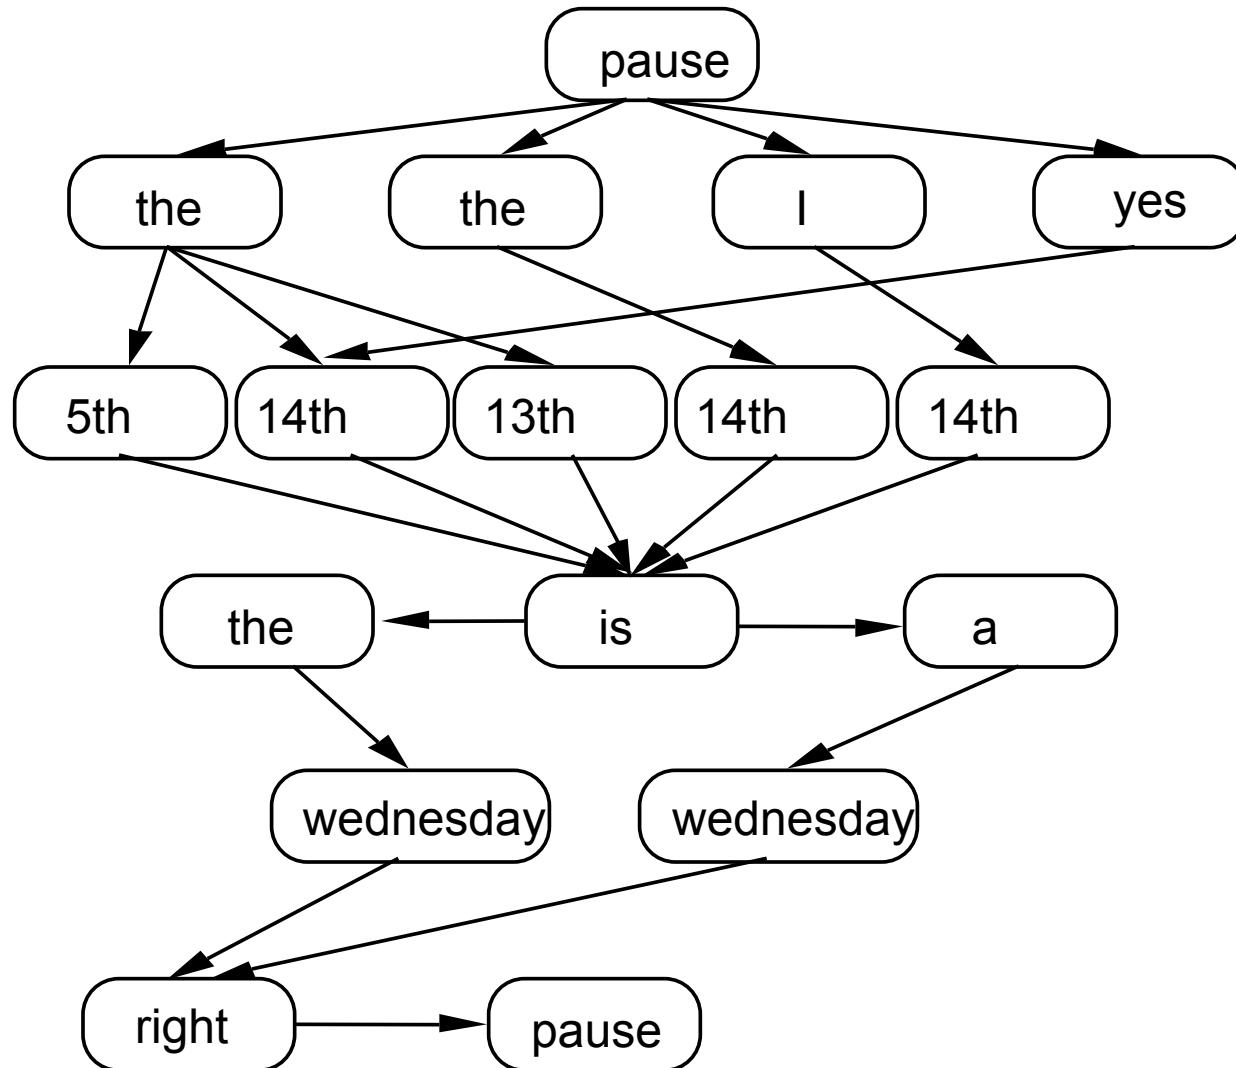 pause
the the I yes
5th 14th 13th 14th 14th
the is a
wednesday wednesday
right pause